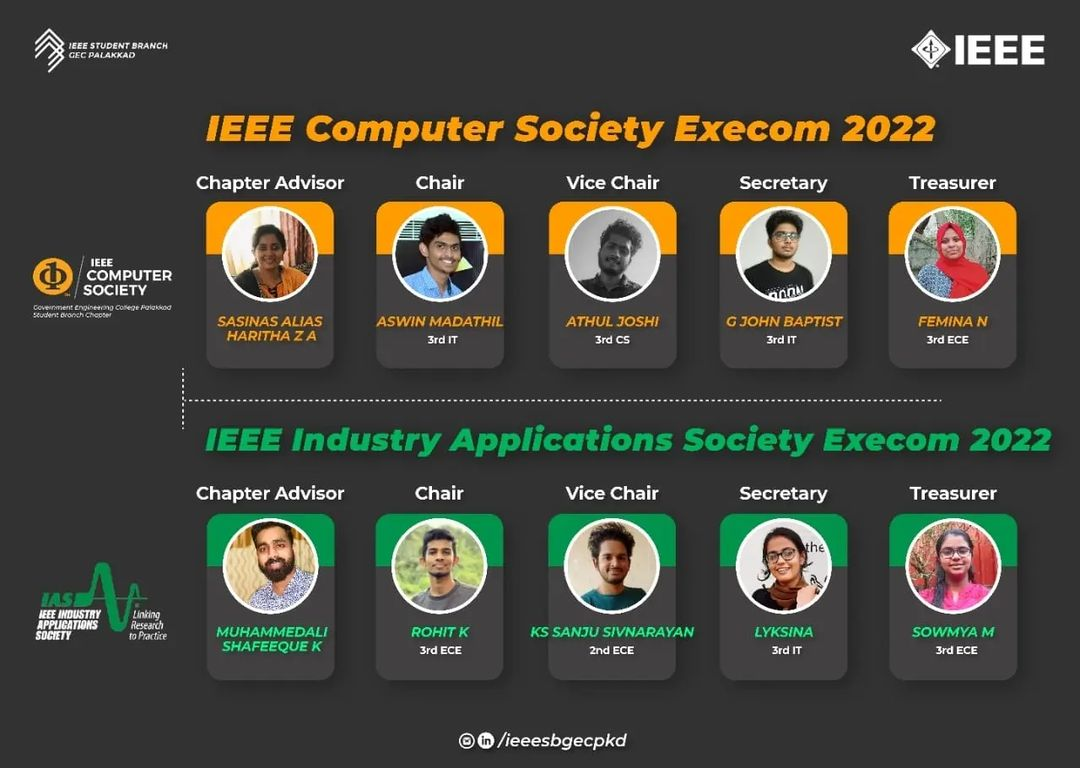 IEEE STUDENT BRANCH
GEC PALAKKAD
IEEE
IEEE Computer Society Execom 2022
Chapter Advisor Chair Vice Chair Secretary Treasurer
IEEE
COMPUTER
SOCIETY
Government Engineering College Palakkad
Student Branch Chapter
SASINAS ALIAS
HARITHA Z A
ASWIN MADATHIL
3rd IT
ATHUL JOSHI
3rd CS
G JOHN BAPTIST
3rd IT
FEMINA N
3rd ECE
IEEE Industry Applications Society Execom 2022
Chapter Advisor Chair Vice Chair Secretary Treasurer
the
IAS
IEEE INDUSTRY
APPLICATIONS
SOCIETY
Linking
Research
to Practice
MUHAMMEDALI
SHAFEEQUE K
ROHIT K
3rd ECE
KS SANJU SIVNARAYAN
2nd ECE
LYKSINA
3rd IT
SOWMYA M
3rd ECE
in /ieeesbgecpkd